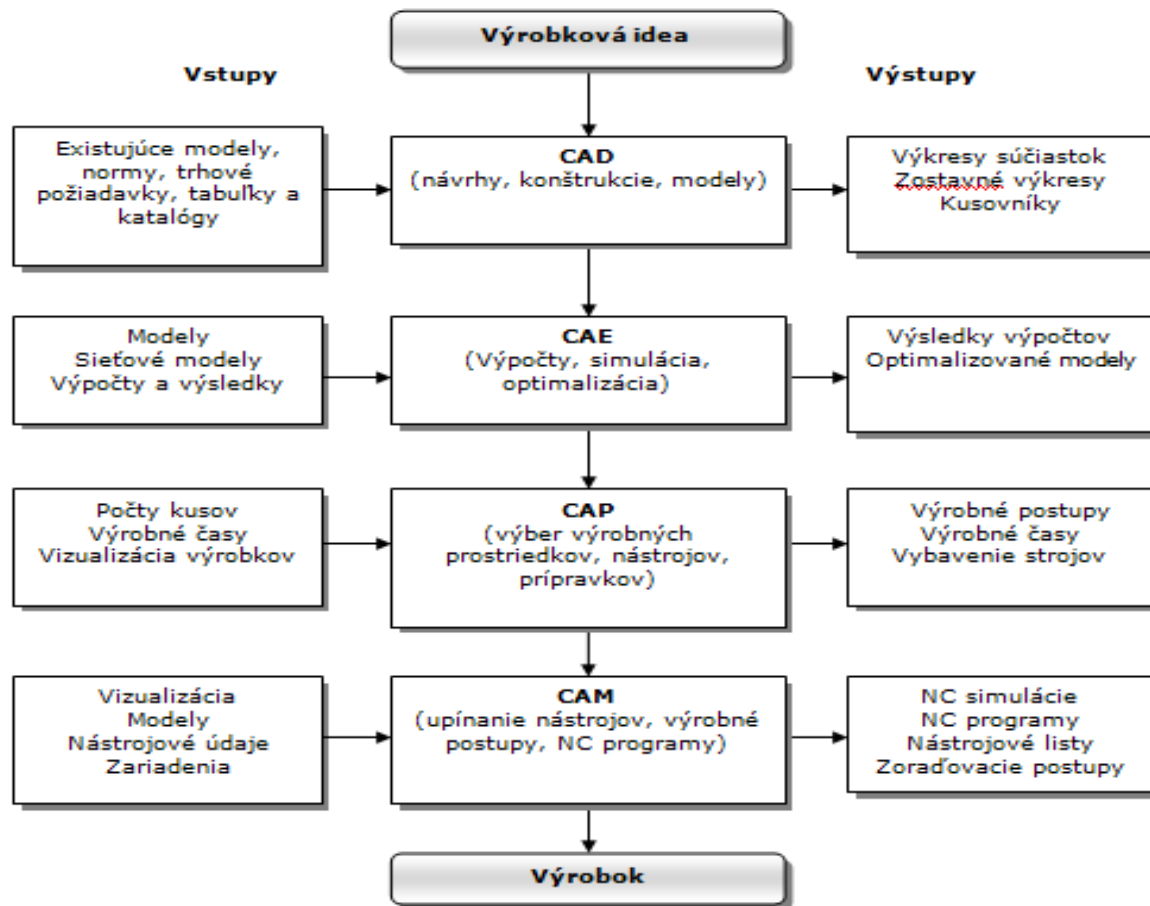 Výrobková idea
Vstupy
Výstupy
Existujúce modely,
normy, trhové
požiadavky, tabuľky a
katalógy
CAD
(návrhy, konštrukcie, modely)
Výkresy súčiastok
Zostavné výkresy
Kusovníky
Modely
Sieťové modely
Výpočty a výsledky
CAE
(Výpočty, simulácia,
optimalizácia)
Výsledky výpočtov
Optimalizované modely
Počty kusov
Výrobné časy
Vizualizácia výrobkov
CAP
(výber výrobných
prostriedkov, nástrojov,
prípravkov)
Výrobné postupy
Výrobné časy
Vybavenie strojov
Vizualizácia
Modely
Nástrojové údaje
Zariadenia
CAM
(upínanie nástrojov, výrobné
postupy, NC programy)
NC simulácie
NC programy
Nástrojové listy
Zoraďovacie postupy
Výrobok